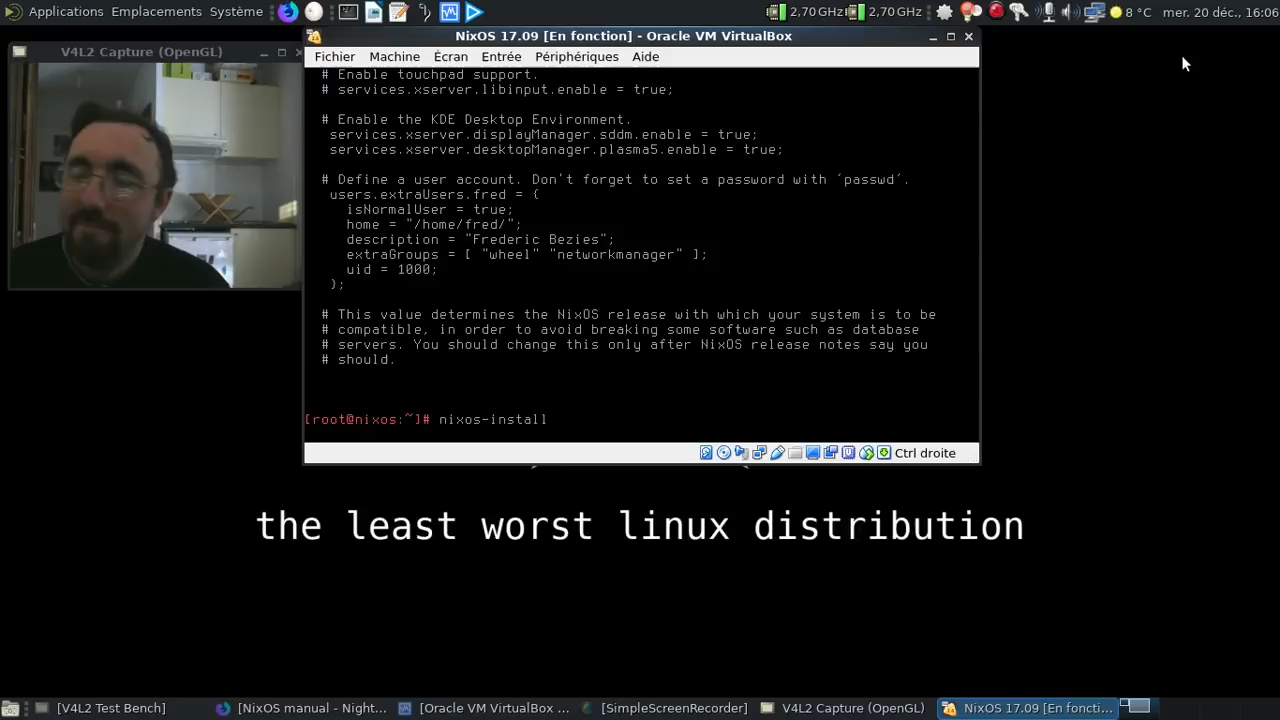 Applications Emplacements Système
2,70 GHz 2,70 GHz
8 °C mer. 20 déc., 16:06
V4L2 Capture (OpenGL)
NixOS 17.09 [En fonction] - Oracle VM VirtualBox
Fichier Machine Écran Entrée Périphériques Aide
# Enable touchpad support.
# services.xserver.libinput.enable = true;
# Enable the KDE Desktop Environment.
services.xserver.displayManager.sddm.enable = true;
services.xserver.desktopManager.plasma5.enable = true;
# Define a user account. Don't forget to set a password with ´passwd´.
users.extraUsers.fred = {
isNormalUser = true;
home = "/home/fred/";
description = "Frederic Bezies";
extraGroups = [ "wheel" "networkmanager" ];
uid = 1000;
};
# This value determines the NixOS release with which your system is to be
# compatible, in order to avoid breaking some software such as database
# servers. You should change this only after NixOS release notes say you
# should.
[root@nixos:~]# nixos-install
Ctrl droite
the least worst linux distribution
[V4L2 Test Bench] [NixOS manual - Night... [Oracle VM VirtualBox ... [SimpleScreenRecorder] V4L2 Capture (OpenGL) NixOS 17.09 [En foncti...